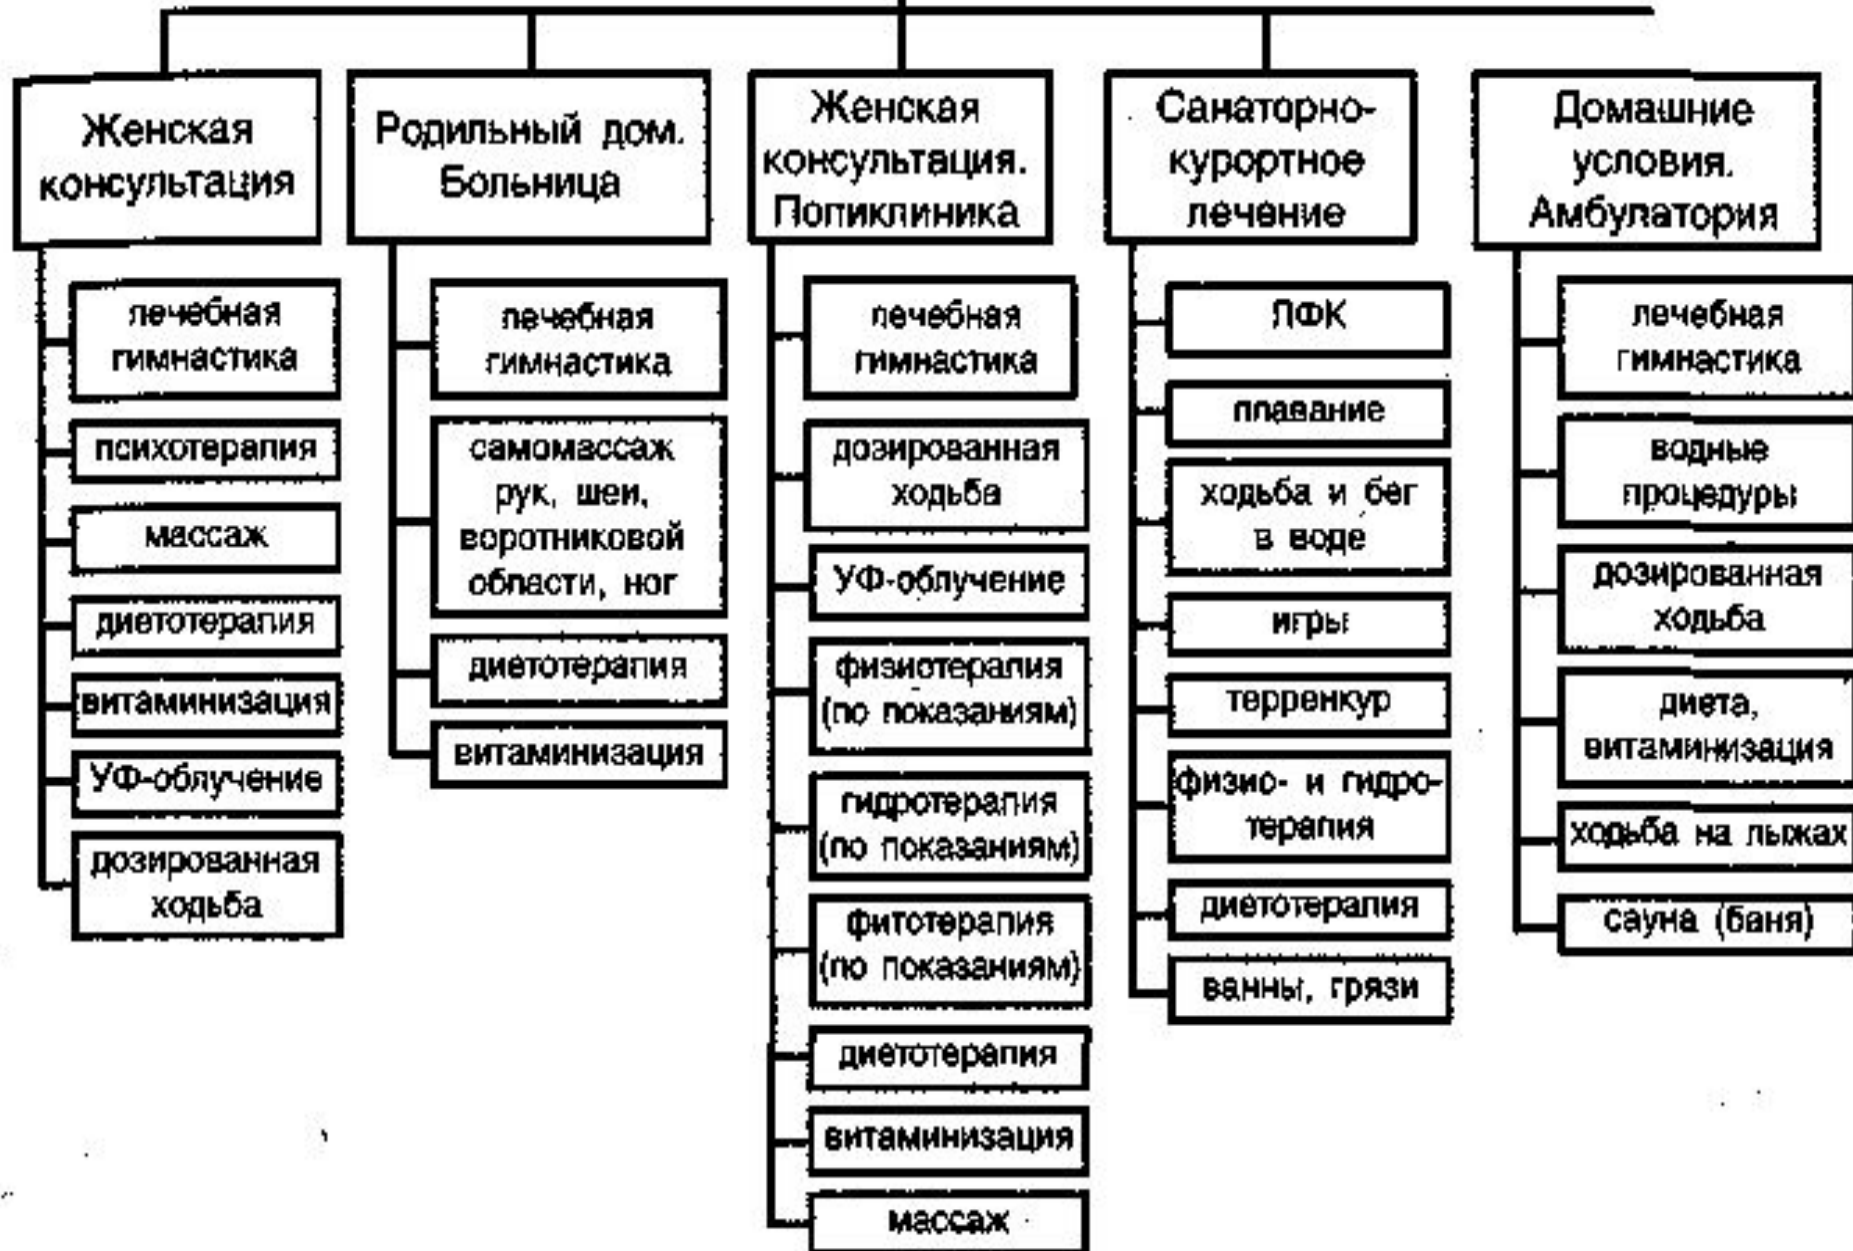 Женская
консультация
лечебная
гимнастика
психотерапия
массаж
диетотерапия
витаминизация
УФ-облучение
дозированная
ходьба
Родильный дом.
Больница
лечебная
гимнастика
самомассаж
рук, шеи,
воротниковой
области, ног
диетотерапия
витаминизация
Женская
консультация.
Поликлиника
лечебная
гимнастика
дозированная
ходьба
УФ-облучение
физиотерапия
(по показаниям)
гидротерапия
(по показаниям)
фитотерапия
(по показаниям)
диетотерапия
витаминизация
массаж
Санаторно-
курортное
лечение
ЛФК
плавание
ходьба и бег
в воде
игры
терренкур
физио- и гидро-
терапия
диетотерапия
ванны, грязи
Домашние
условия.
Амбулатория
лечебная
гимнастика
водные
процедуры
дозированная
ходьба
диета,
витаминизация
ходьба на лыжах
сауна (баня)